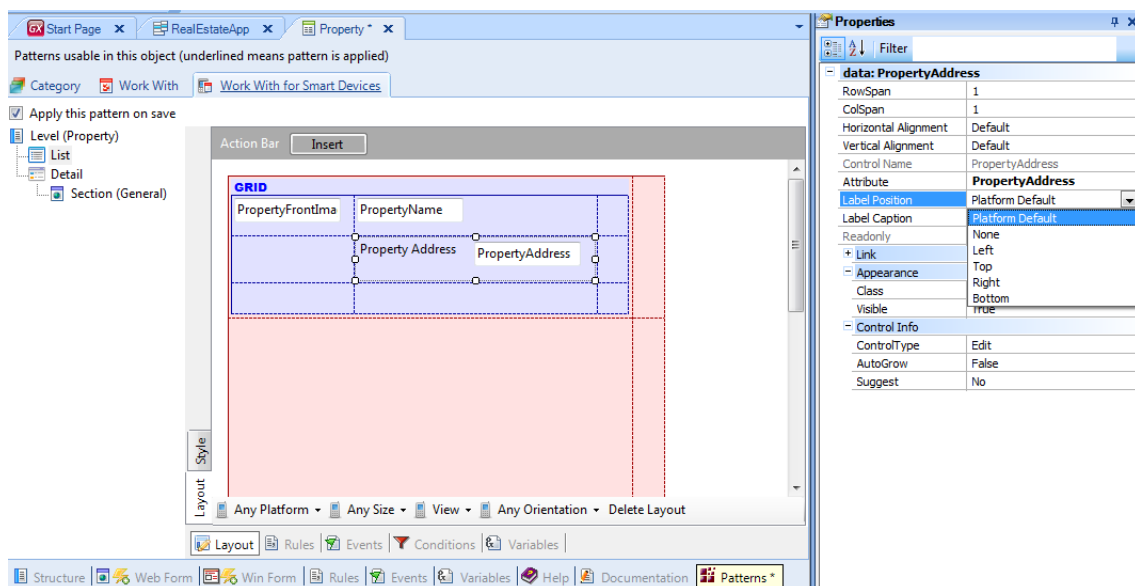 Start Page X RealEstateApp X Property * X
Patterns usable in this object (underlined means pattern is applied)
Category Work With Work With for Smart Devices
Apply this pattern on save
Level (Property)
List
Detail
Section (General)
Action Bar Insert
GRID
PropertyFrontIma PropertyName
Property Address PropertyAddress
Style
Layout
Any Platform Any Size View Any Orientation Delete Layout
Layout Rules Events Conditions Variables
Structure Web Form Win Form Rules Events Variables Help Documentation Patterns *
Properties
Filter
data: PropertyAddress
RowSpan 1
ColSpan 1
Horizontal Alignment Default
Vertical Alignment Default
Control Name PropertyAddress
Attribute PropertyAddress
Label Position Platform Default
Label Caption Platform Default
Readonly None
Link Left
Appearance Top
Class Right
Bottom
Visible True
Control Info
ControlType Edit
AutoGrow False
Suggest No